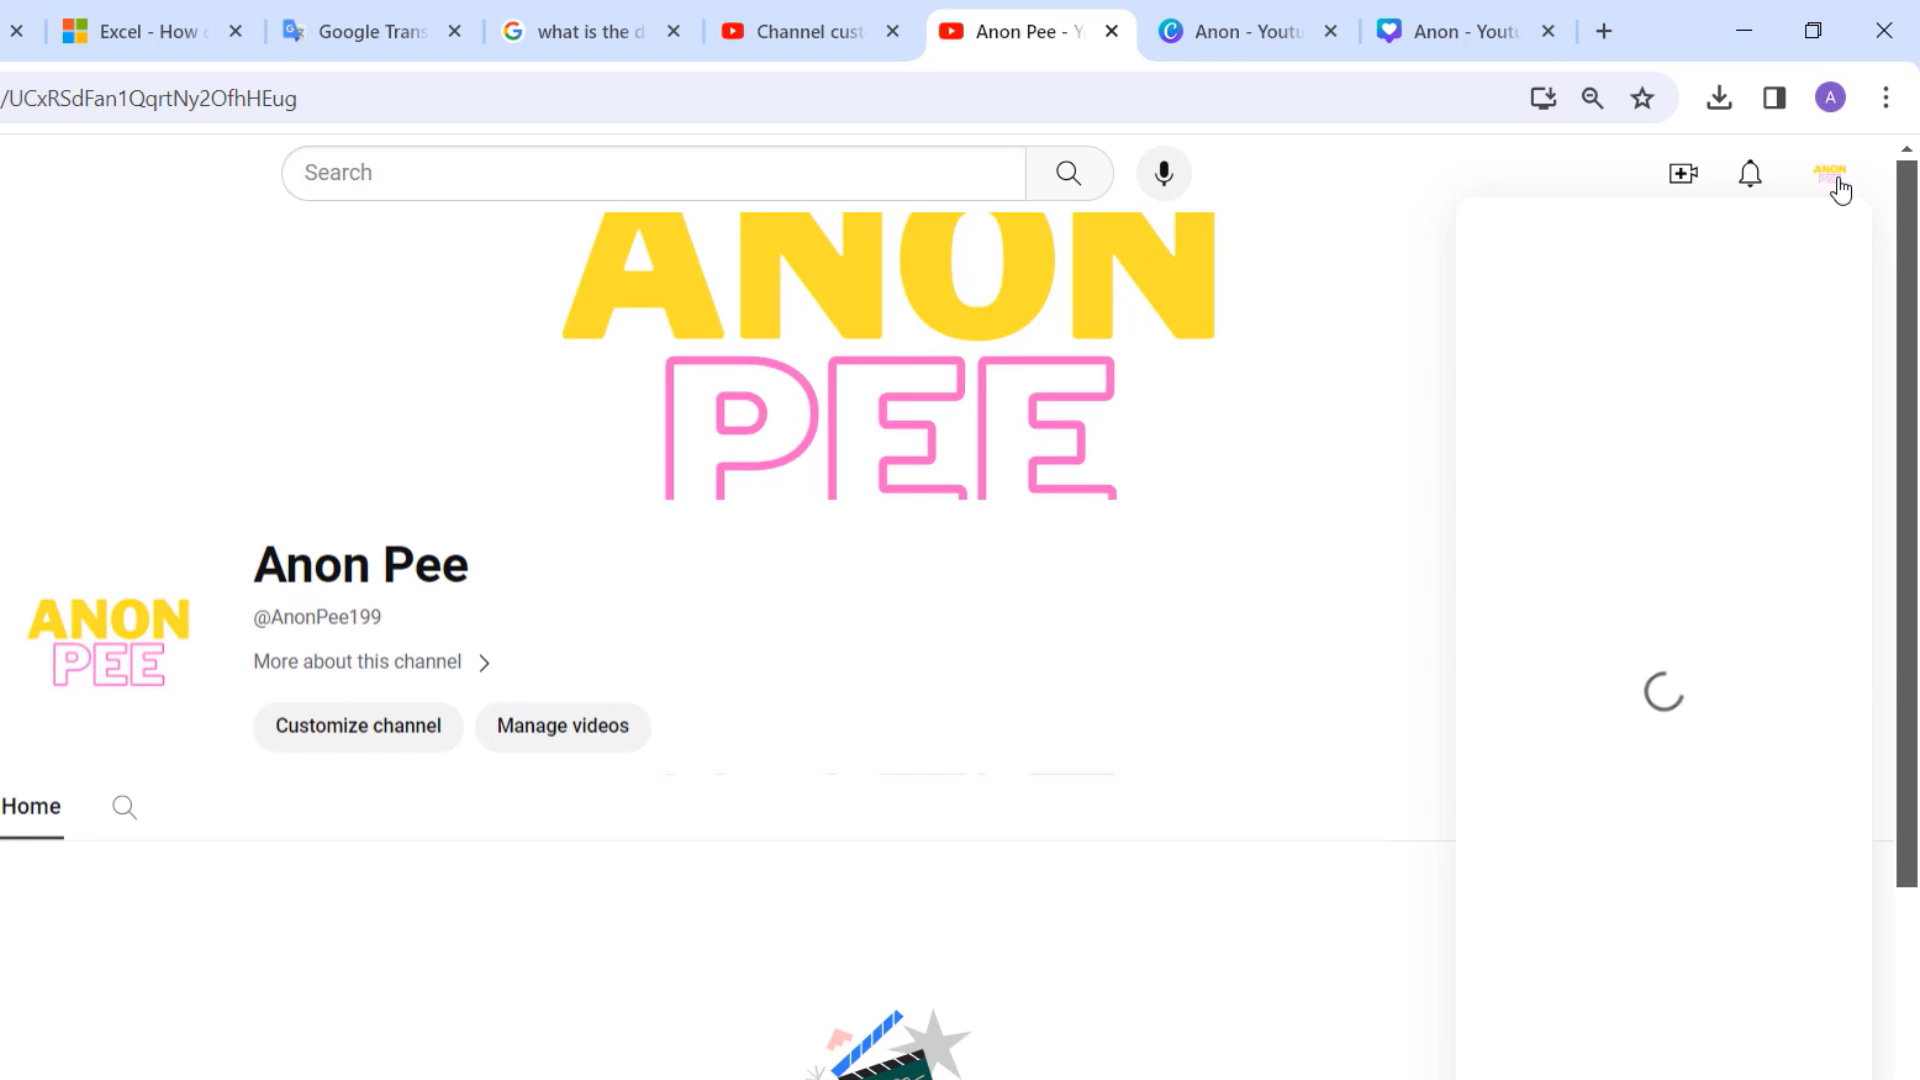 Excel - How
Google Trans
what is the d
Channel cust
Anon Pee - Y
Anon - Youtu
Anon - Youtu
/UCxRSdFan1QqrtNy2OfhHEug
A
Search
ANON
ANON
PEE
Anon Pee
@AnonPee199
ANON
PEE
More about this channel
Customize channel
Manage videos
Home